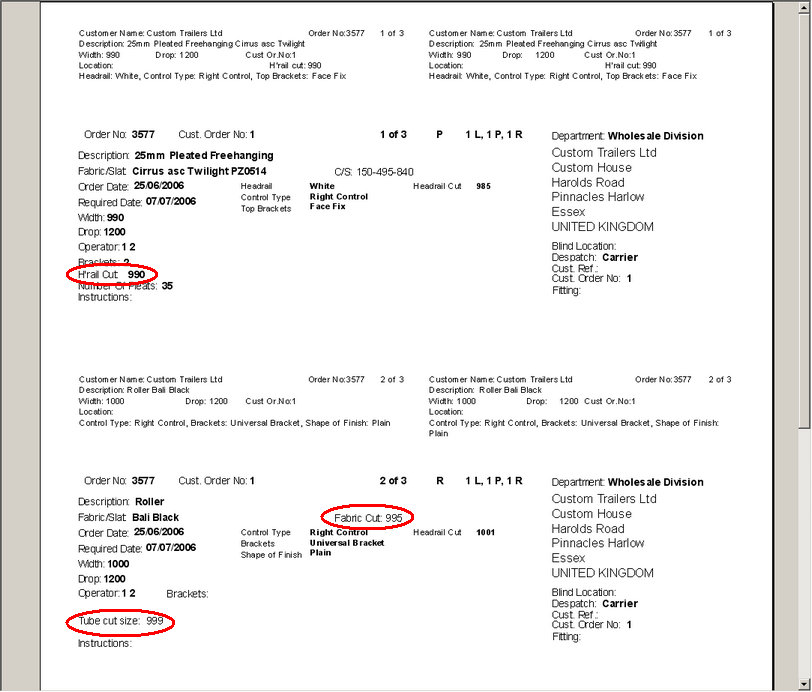 Customer Name: Custom Trailers Ltd Order No:3577 1 of 3
Description: 25mm Pleated Freehanging Cirrus asc Twilight
Width: 990 Drop: 1200 Cust Or.No:1
Location: H'rail cut: 990
Headrail: White, Control Type: Right Control, Top Brackets: Face Fix
Customer Name: Custom Trailers Ltd Order No:3577 1 of 3
Description: 25mm Pleated Freehanging Cirrus asc Twilight
Width: 990 Drop: 1200 Cust Or.No:1
Location: H'rail cut: 990
Headrail: White, Control Type: Right Control, Top Brackets: Face Fix
Order No: 3577 Cust. Order No: 1 1 of 3 P 1 L, 1 P, 1 R
Description: 25mm Pleated Freehanging
Fabric/Slat: Cirrus asc Twilight PZ0514 C/S: 150-495-840
Order Date: 25/06/2006
Required Date: 07/07/2006
Width: 990
Drop: 1200
Operator: 1 2
Brackets: 2
H'rail Cut: 990
Number Of Pleats: 35
Instructions:
Headrail White Headrail Cut 985
Control Type Right Control
Top Brackets Face Fix
Department: Wholesale Division
Custom Trailers Ltd
Custom House
Harolds Road
Pinnacles Harlow
Essex
UNITED KINGDOM
Blind Location:
Despatch: Carrier
Cust. Ref.:
Cust. Order No: 1
Fitting:
Customer Name: Custom Trailers Ltd Order No:3577 2 of 3
Description: Roller Bali Black
Width: 1000 Drop: 1200 Cust Or.No:1
Location:
Control Type: Right Control, Brackets: Universal Bracket, Shape of Finish: Plain
Customer Name: Custom Trailers Ltd Order No:3577 2 of 3
Description: Roller Bali Black
Width: 1000 Drop: 1200 Cust Or.No:1
Location:
Control Type: Right Control, Brackets: Universal Bracket, Shape of Finish:
Plain
Order No: 3577 Cust. Order No: 1 2 of 3 R 1 L, 1 P, 1 R
Description: Roller
Fabric/Slat: Bali Black Fabric Cut: 995
Order Date: 25/06/2006
Required Date: 07/07/2006
Width: 1000
Drop: 1200
Operator: 1 2 Brackets:
Tube cut size: 999
Instructions:
Control Type Right Control Headrail Cut 1001
Brackets Universal Bracket
Shape of Finish Plain
Department: Wholesale Division
Custom Trailers Ltd
Custom House
Harolds Road
Pinnacles Harlow
Essex
UNITED KINGDOM
Blind Location:
Despatch: Carrier
Cust. Ref.:
Cust. Order No: 1
Fitting: